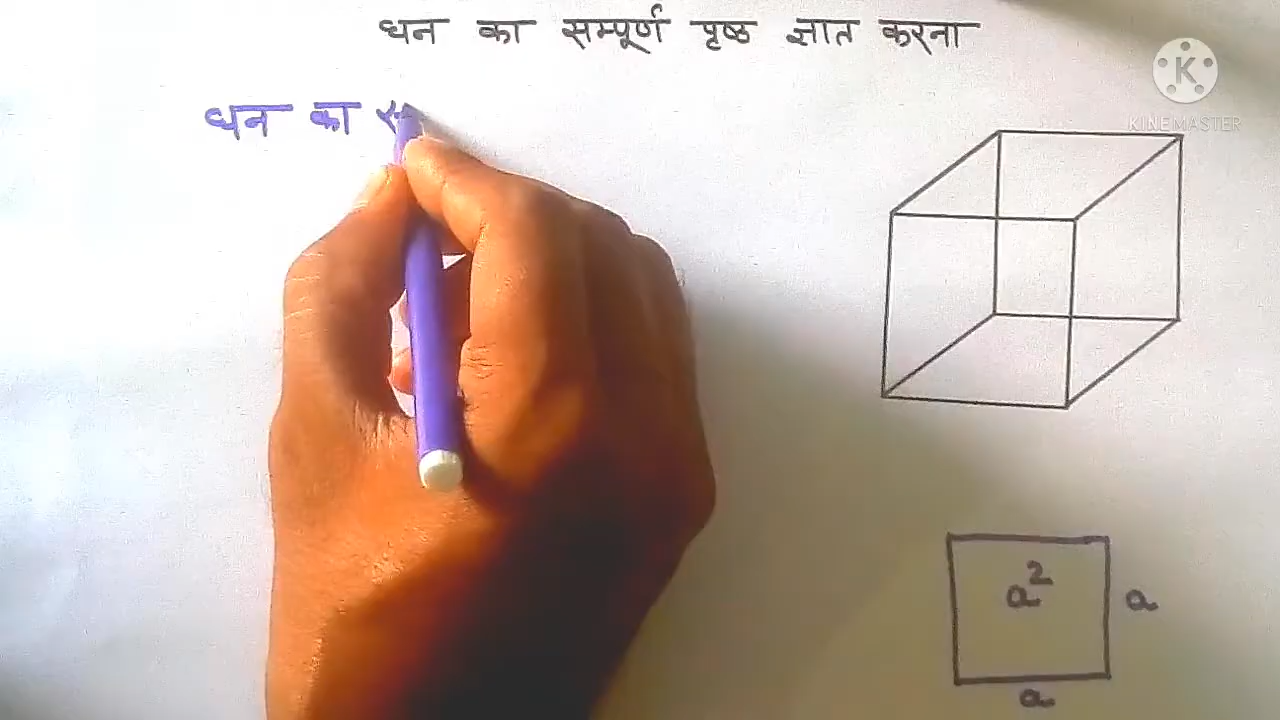 धन का सम्पूर्ण पृष्ठ ज्ञात करना
K
KINEMASTER
धन का
a²
a
a